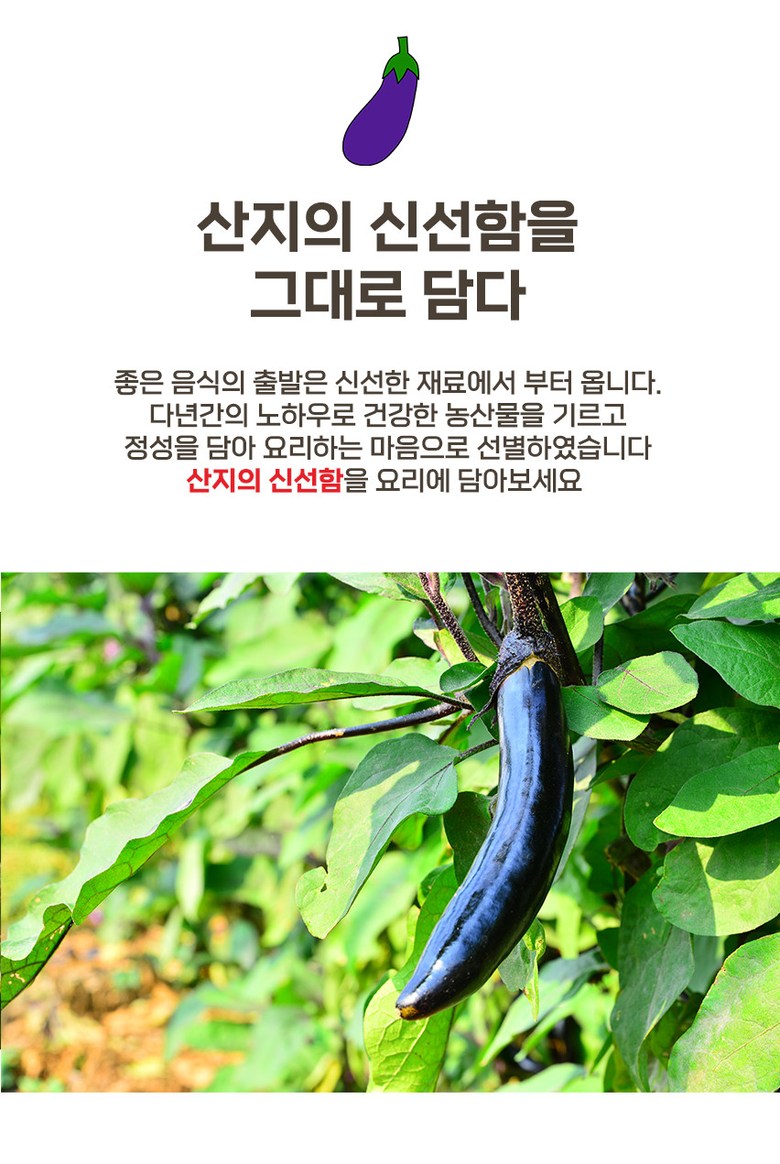 산지의 신선함을
그대로 담다
좋은 음식의 출발은 신선한 재료에서 부터 옵니다.
다년간의 노하우로 건강한 농산물을 기르고
정성을 담아 요리하는 마음으로 선별하였습니다
산지의 신선함을 요리에 담아보세요